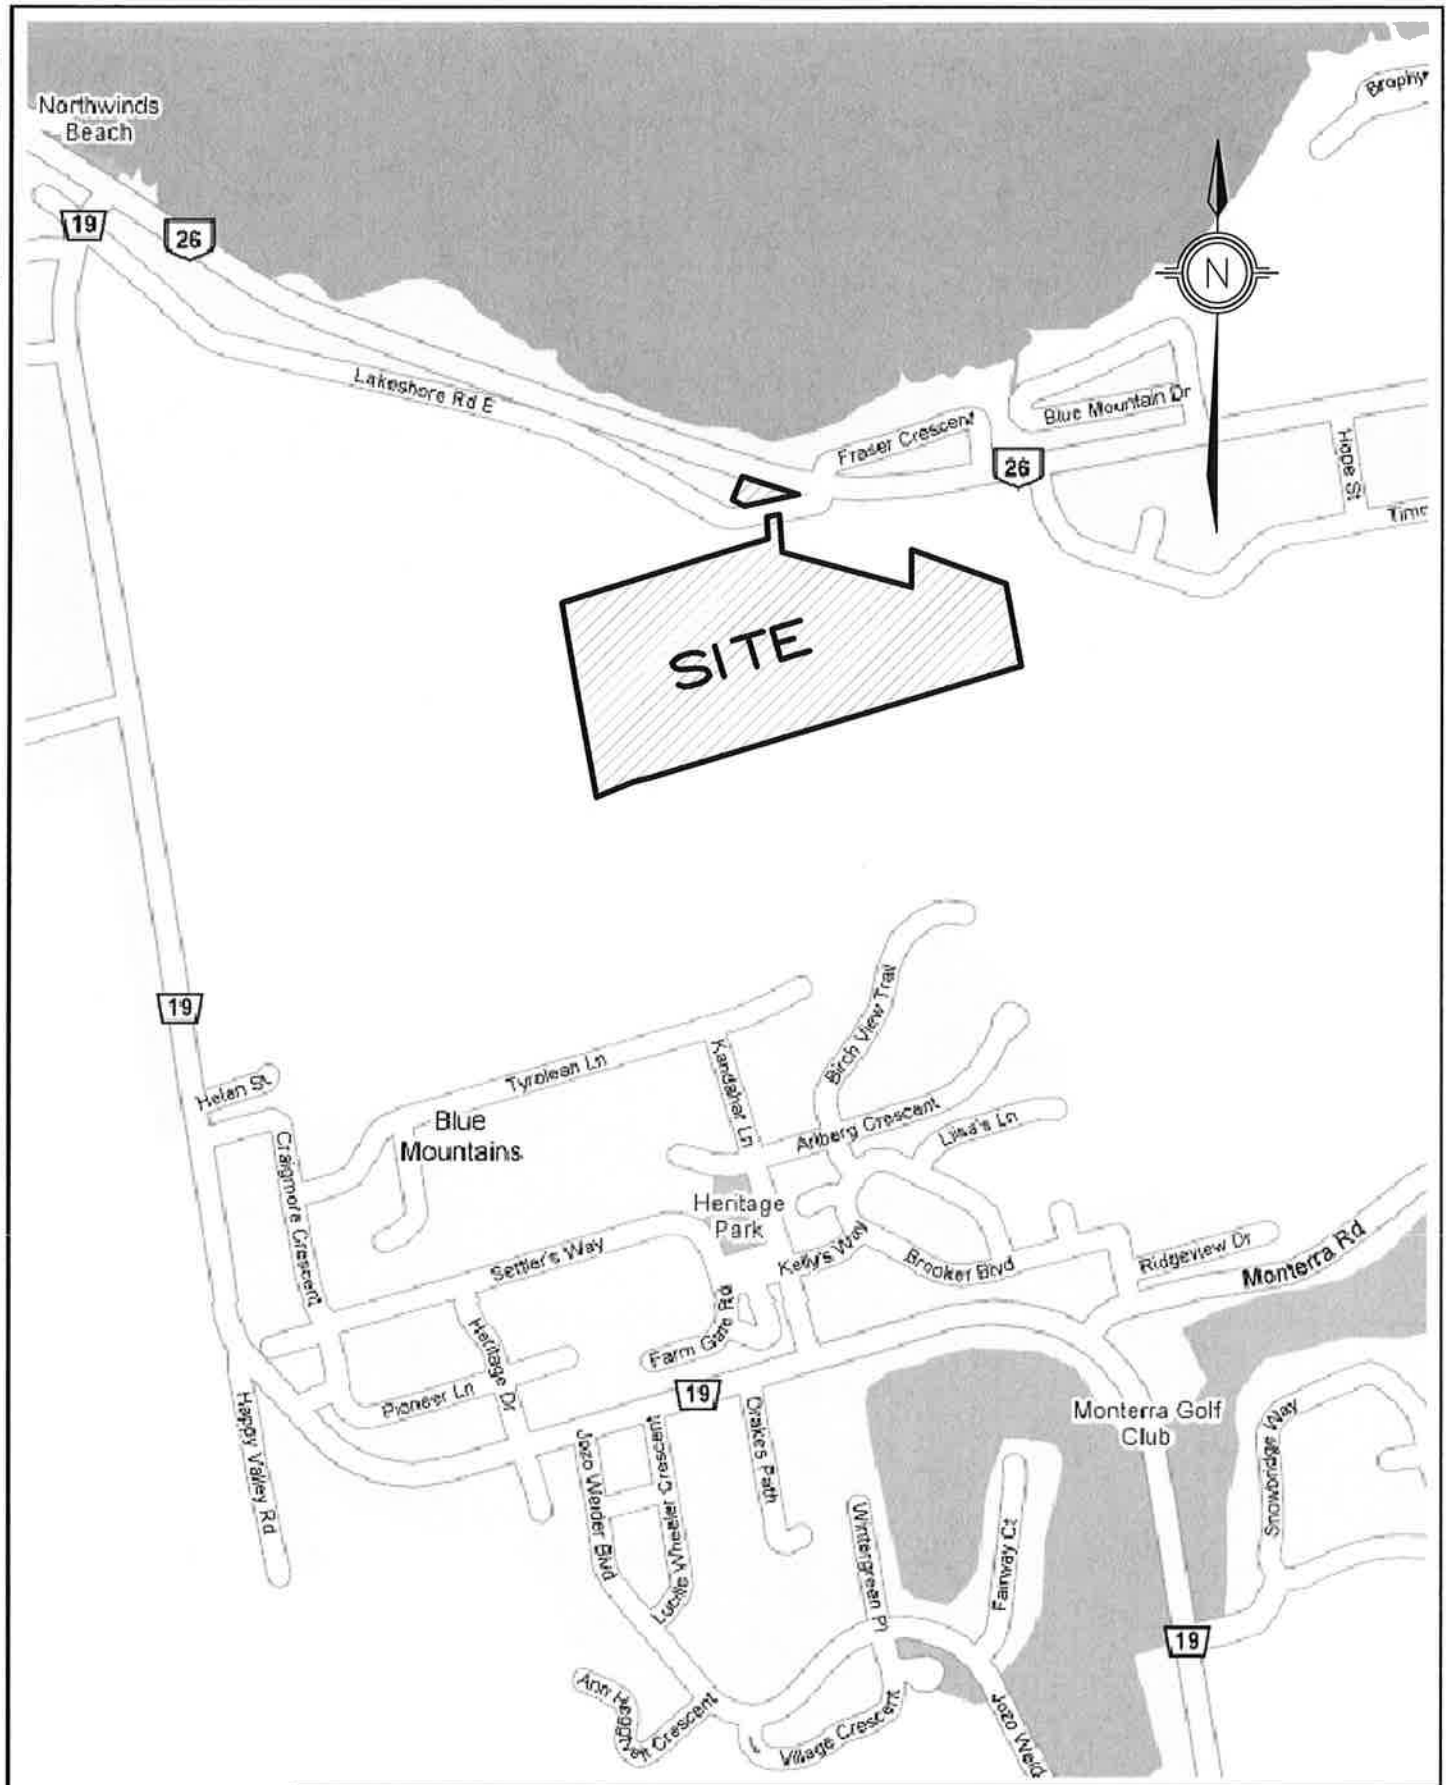 Northwinds
Beach
Brophy
19
26
N
Lakeshore Rd E
Blue Mountain Dr
Fraser Crescent
26
Hope St
SITE
19
Helen St
Tyrolean Ln
Kandahar Ln
Birch View Trail
Blue
Mountains
Arlberg Crescent
Liisa's Ln
Craigmore Crescent
Heritage
Park
Settler's Way
Kelly's Way
Brooker Blvd
Ridgeview Dr
Monterra Rd
Heritage Dr
Farm Gate Rd
Pioneer Ln
19
Happy Valley Rd
Jozo Weider Blvd
Lucille Wheeler Crescent
Drakes Path
Monterra Golf
Club
Snowbridge Way
Wintergreen Pl
Fairway Ct
19
Crescent
Village Crescent
Jozo Weid